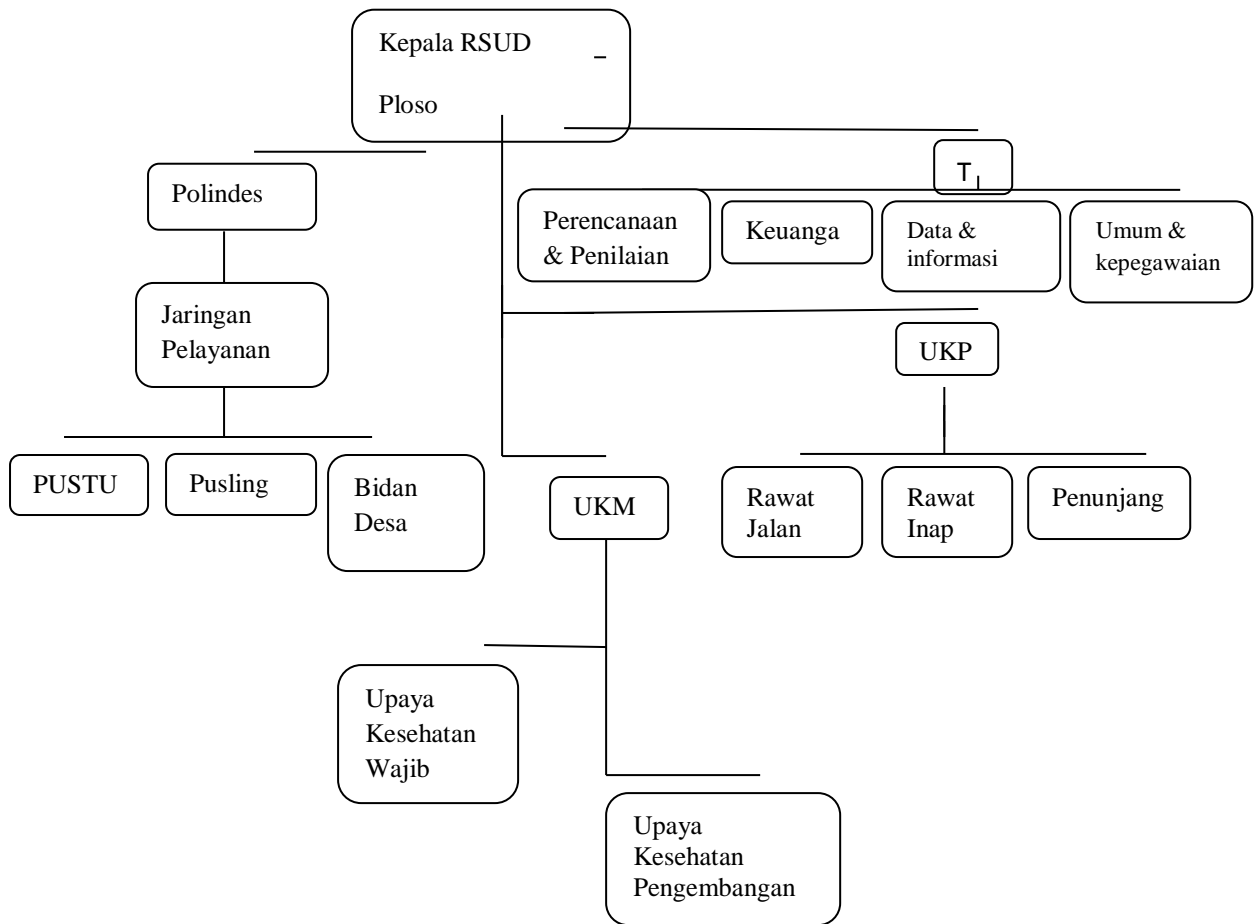 Kepala RSUD
Ploso
Polindes
T
Perencanaan
& Penilaian
Keuanga
Data &
informasi
Umum &
kepegawaian
Jaringan
Pelayanan
UKP
PUSTU
Pusling
Bidan
Desa
UKM
Rawat
Jalan
Rawat
Inap
Penunjang
Upaya
Kesehatan
Wajib
Upaya
Kesehatan
Pengembangan